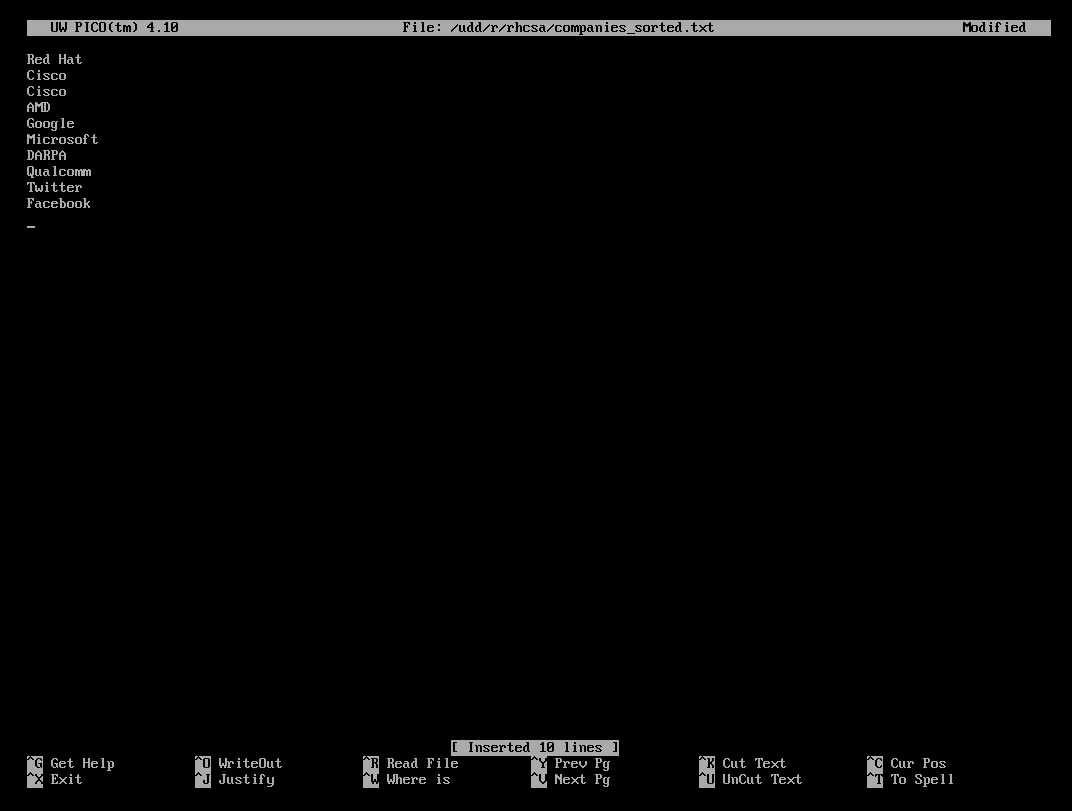 UW PICO(tm) 4.10 File: /udd/r/rhcsa/companies_sorted.txt Modified
Red Hat
Cisco
Cisco
AMD
Google
Microsoft
DARPA
Qualcomm
Twitter
Facebook
[ Inserted 10 lines ]
^G Get Help ^O WriteOut ^R Read File ^Y Prev Pg ^K Cut Text ^C Cur Pos
^X Exit ^J Justify ^W Where is ^V Next Pg ^U UnCut Text ^T To Spell